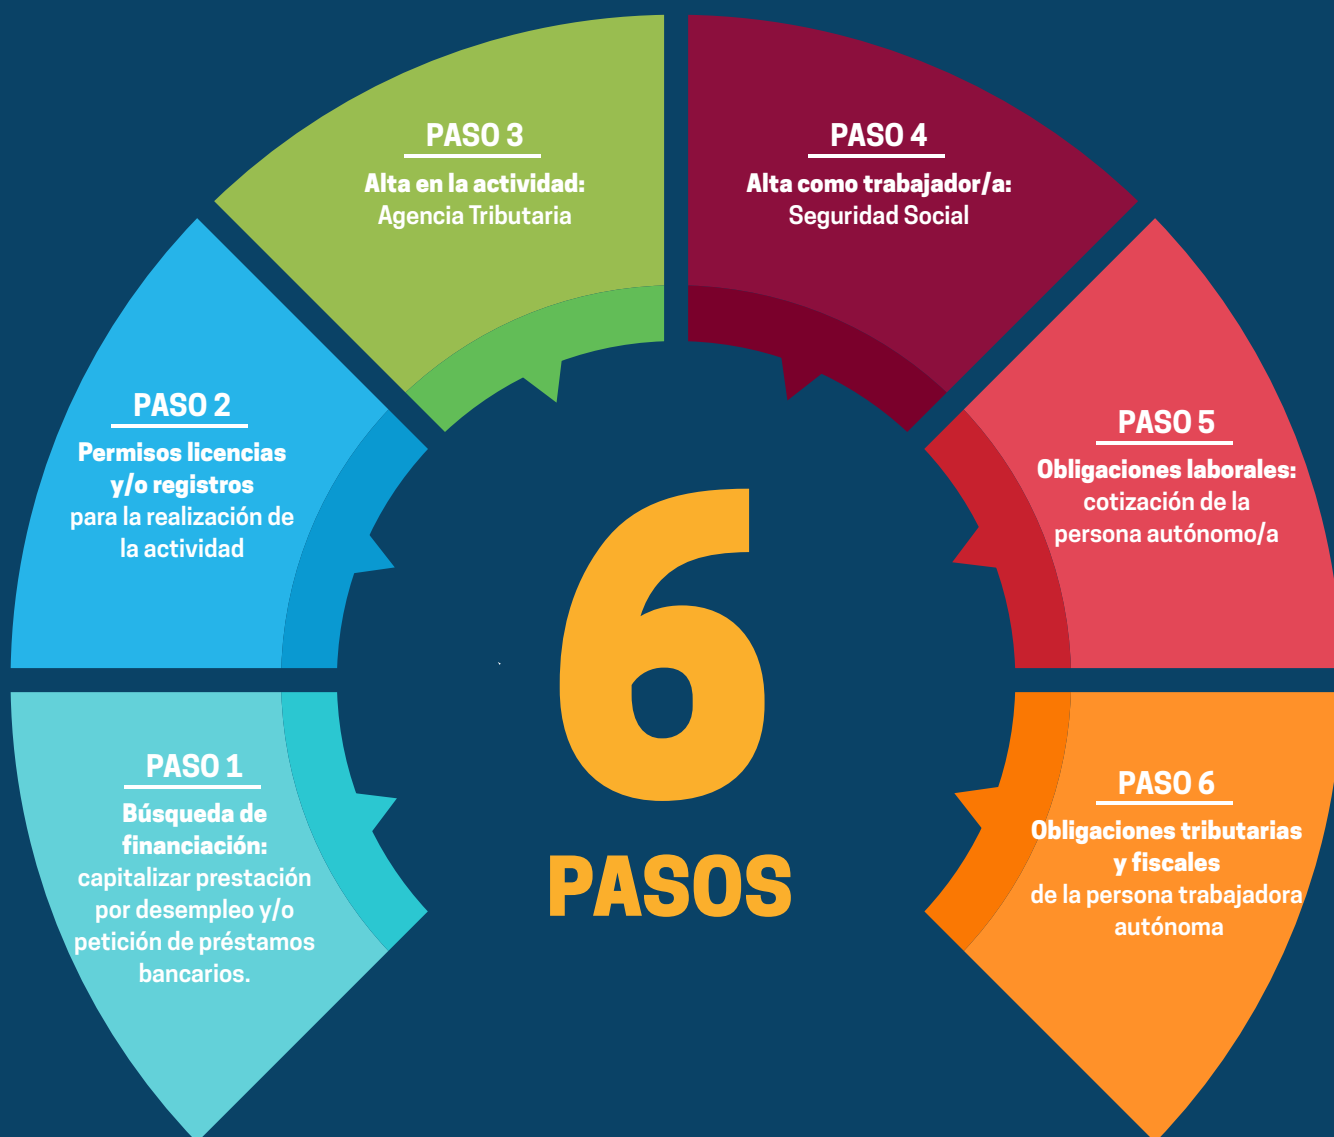 PASO 1
Búsqueda de
financiación:
capitalizar prestación
por desempleo y/o
petición de préstamos
bancarios.
PASO 2
Permisos licencias
y/o registros
para la realización de
la actividad
PASO 3
Alta en la actividad:
Agencia Tributaria
PASO 4
Alta como trabajador/a:
Seguridad Social
PASO 5
Obligaciones laborales:
cotización de la
persona autónomo/a
PASO 6
Obligaciones tributarias
y fiscales
de la persona trabajadora
autónoma
6
PASOS